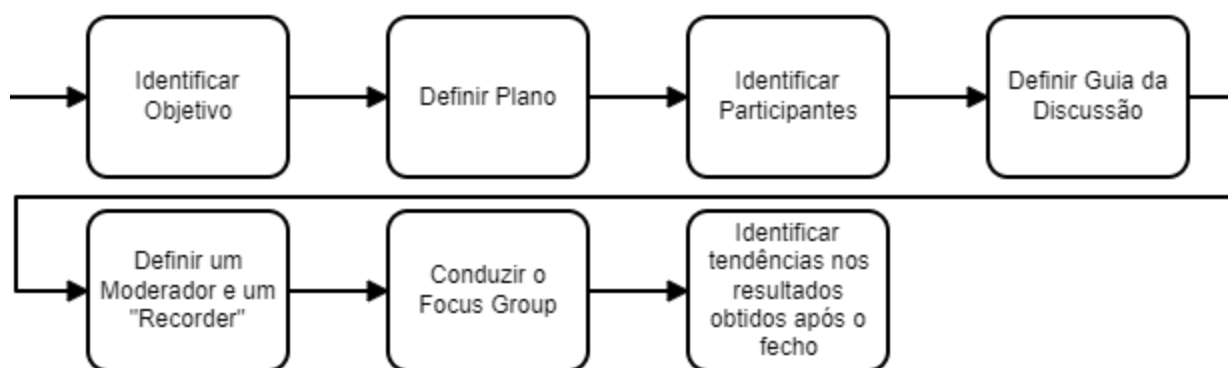 Identificar
Objetivo
Definir Plano
Identificar
Participantes
Definir Guia da
Discussão
Definir um
Moderador e um
"Recorder"
Conduzir o
Focus Group
Identificar
tendências nos
resultados
obtidos após o
fecho